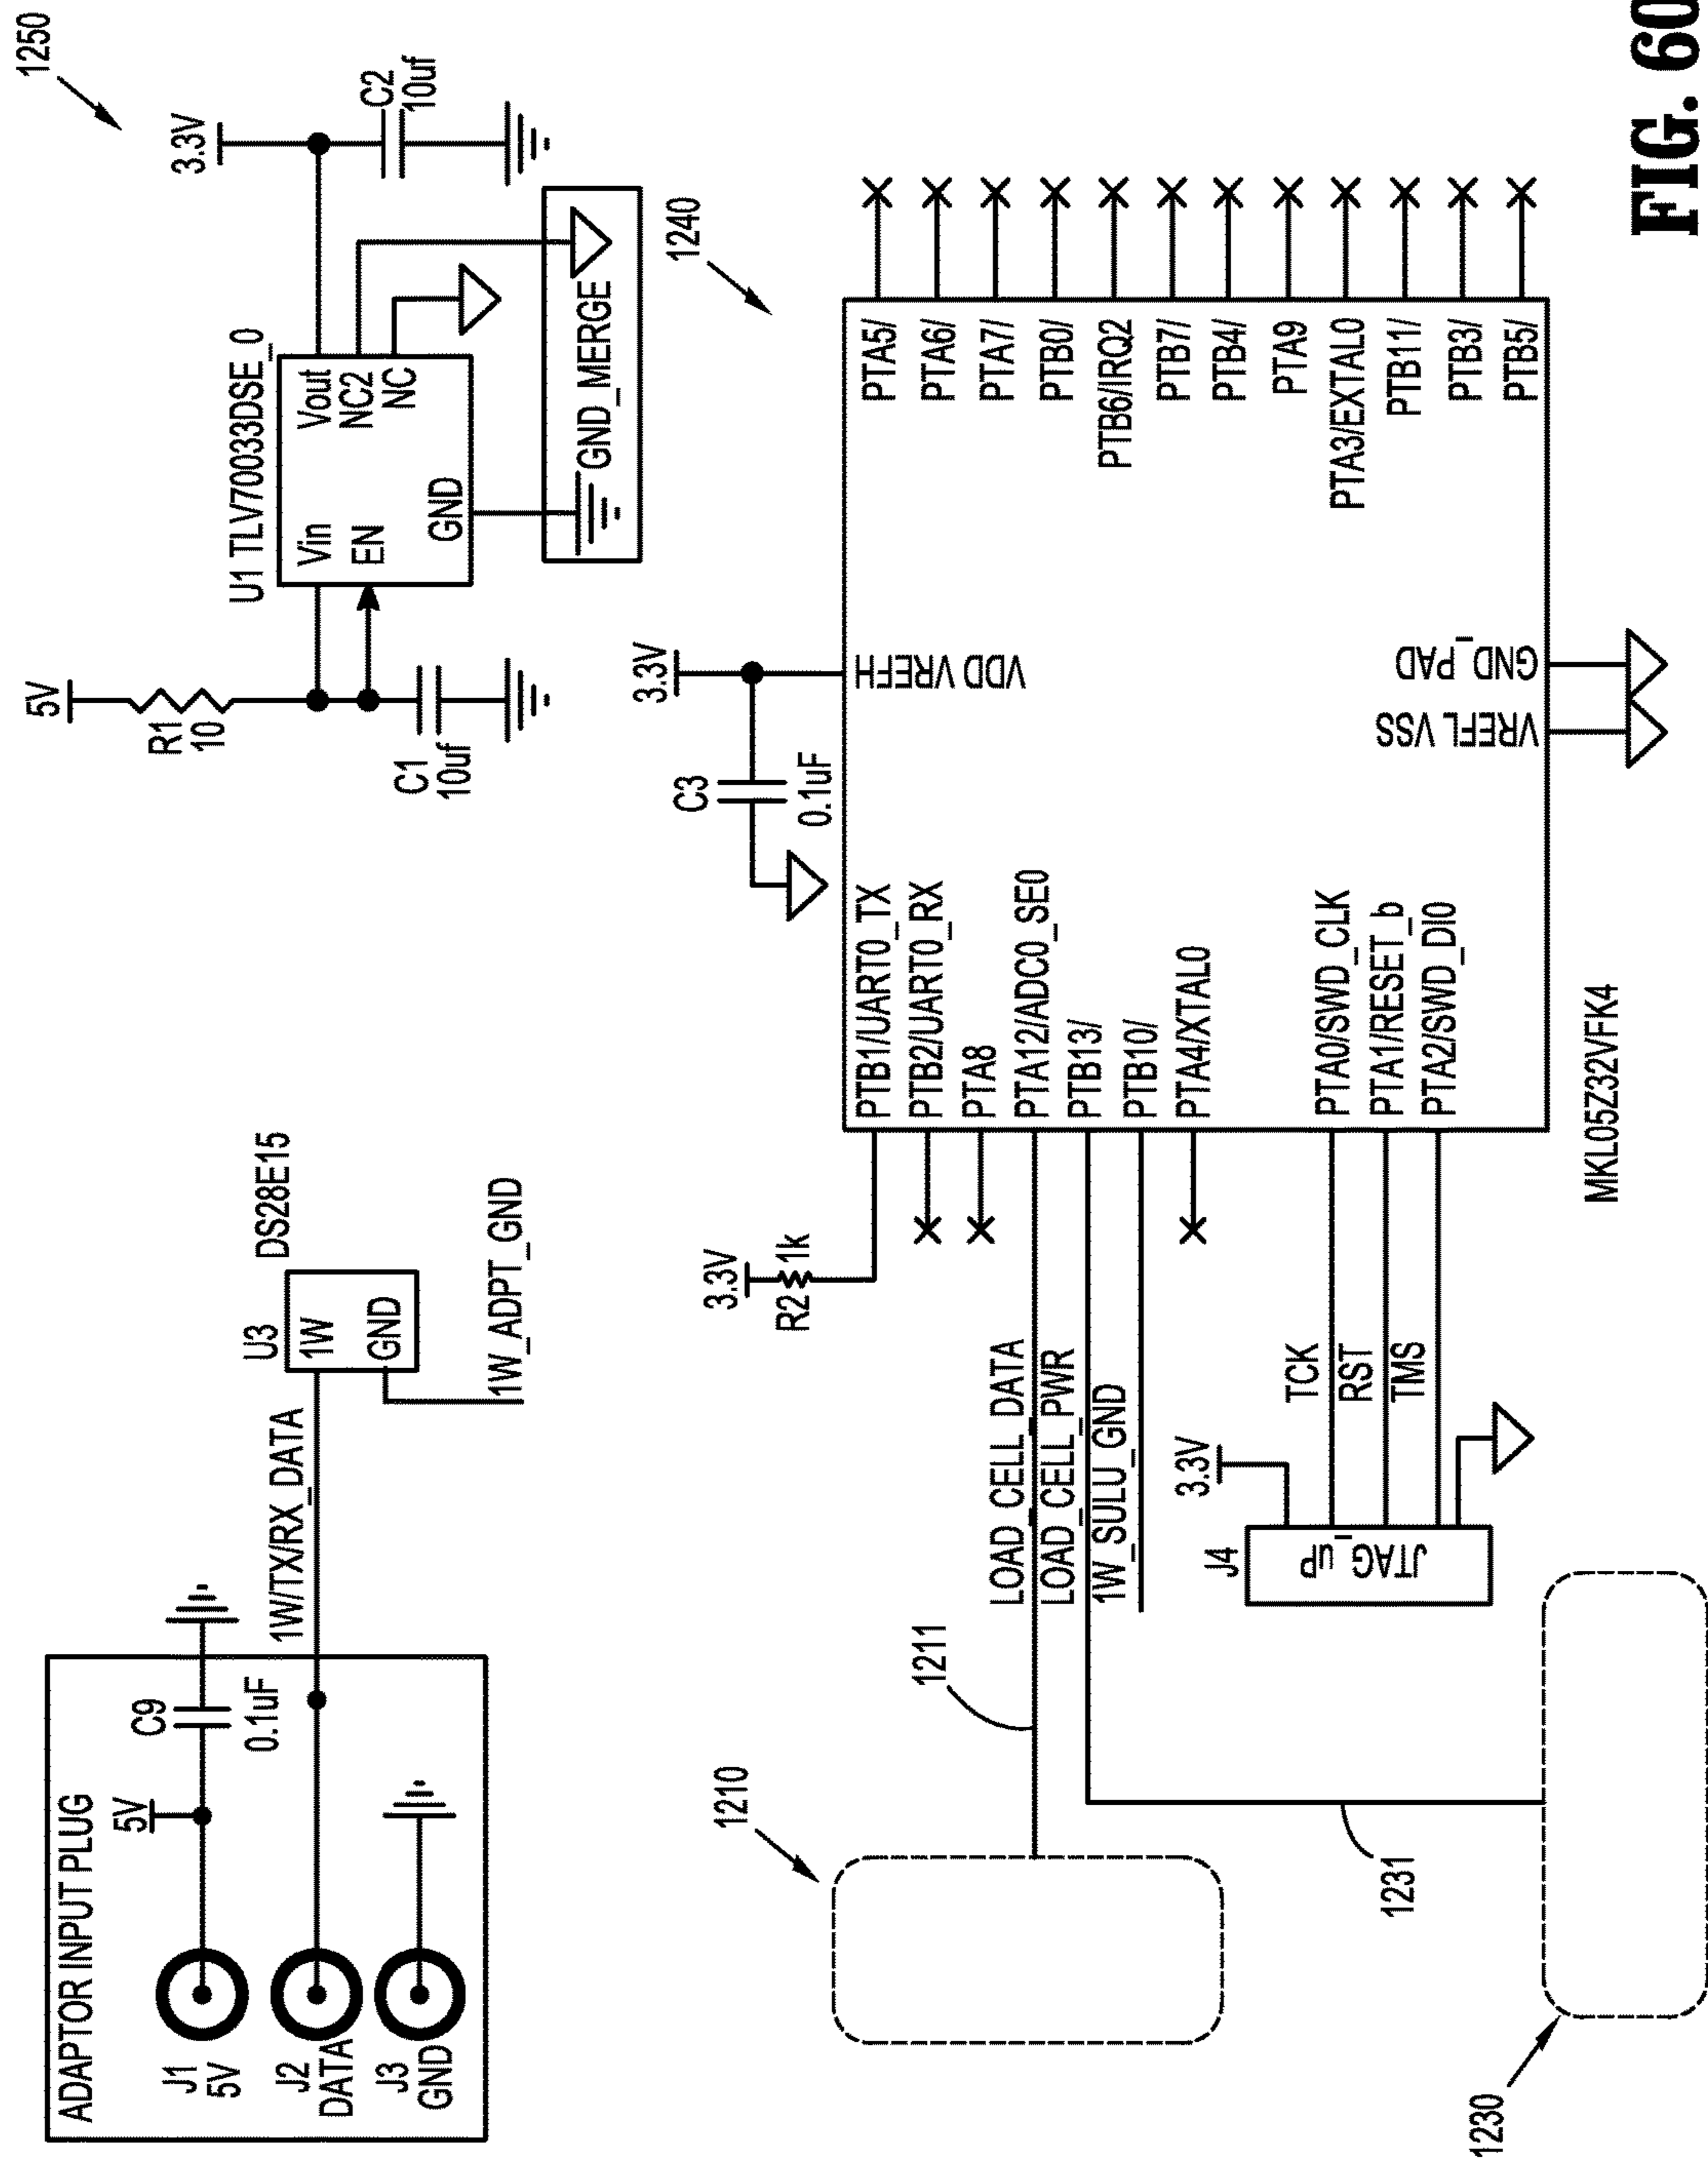 ADAPTOR INPUT PLUG
J1
5V
J2
DATA
J3
GND
5V
C9
0.1uF
1W/TX/RX_DATA
U3
DS28E15
1W
GND
1W_ADPT_GND
1250
5V
R1
10
C1
10uf
U1 TLV70033DSE_0
Vin
EN
GND
Vout
NC2
NC
3.3V
C2
10uf
GND_MERGE
1240
3.3V
C3
0.1uF
VDD VREFH
3.3V
R2 1k
PTB1/UART0_TX
PTB2/UART0_RX
PTA8
PTA12/ADC0_SE0
PTB13/
PTB10/
PTA4/XTAL0
PTA0/SWD_CLK
PTA1/RESET_b
PTA2/SWD_DI0
PTA5/
PTA6/
PTA7/
PTB0/
PTB6/IRQ2
PTB7/
PTB4/
PTA9
PTA3/EXTAL0
PTB11/
PTB3/
PTB5/
VREFL VSS
GND_PAD
MKL05Z32VFK4
LOAD_CELL_DATA
LOAD_CELL_PWR
1W_SULU_GND
TCK
RST
TMS
3.3V
J4
JTAG_uP
1210
1211
1230
1231
FIG. 60